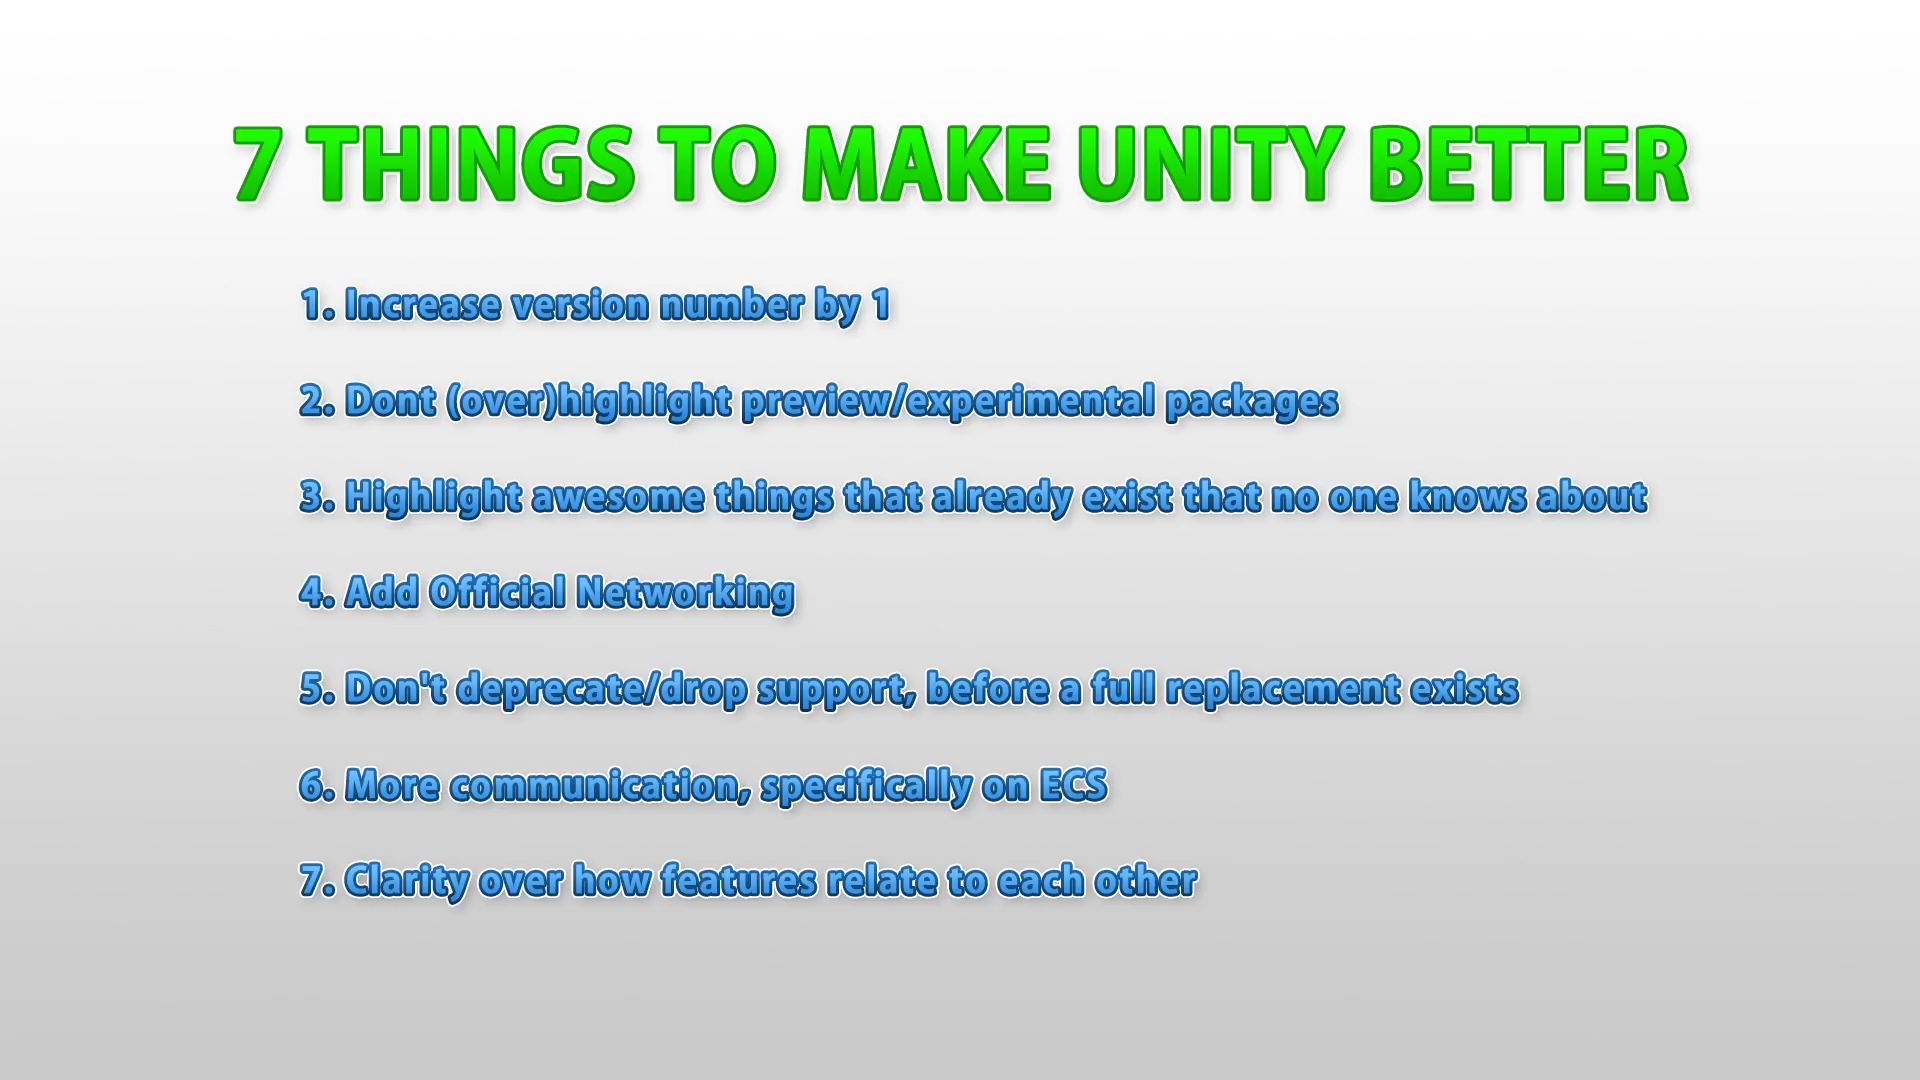 7 THINGS TO MAKE UNITY BETTER
1. Increase version number by 1
2. Dont (over)highlight preview/experimental packages
3. Highlight awesome things that already exist that no one knows about
4. Add Official Networking
5. Don't deprecate/drop support, before a full replacement exists
6. More communication, specifically on ECS
7. Clarity over how features relate to each other